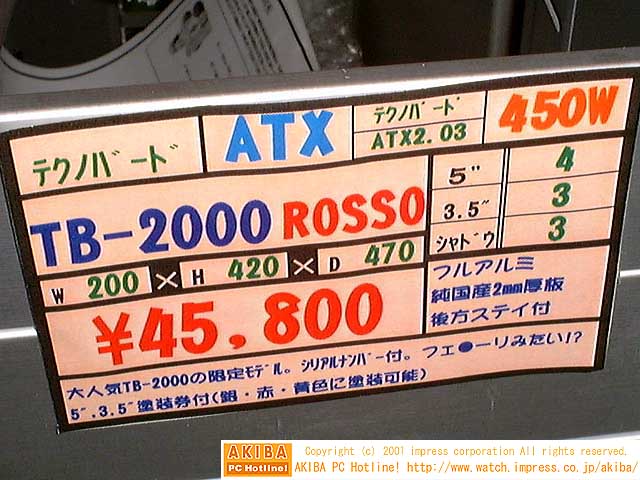 テクノバード
ATX
テクノバード
ATX2.03
450W
TB-2000 ROSSO
5" 4
3.5" 3
シャドウ 3
W 200 × H 420 × D 470
¥45,800
フルアルミ
純国産2mm厚版
後方ステイ付
大人気TB-2000の限定モデル。シリアルナンバー付。フェ●ーリみたい!?
5".3.5"塗装券付(銀・赤・黄色に塗装可能)
AKIBA
PC Hotline!
Copyright (c) 2001 impress corporation All rights reserved.
AKIBA PC Hotline! http://www.watch.impress.co.jp/akiba/